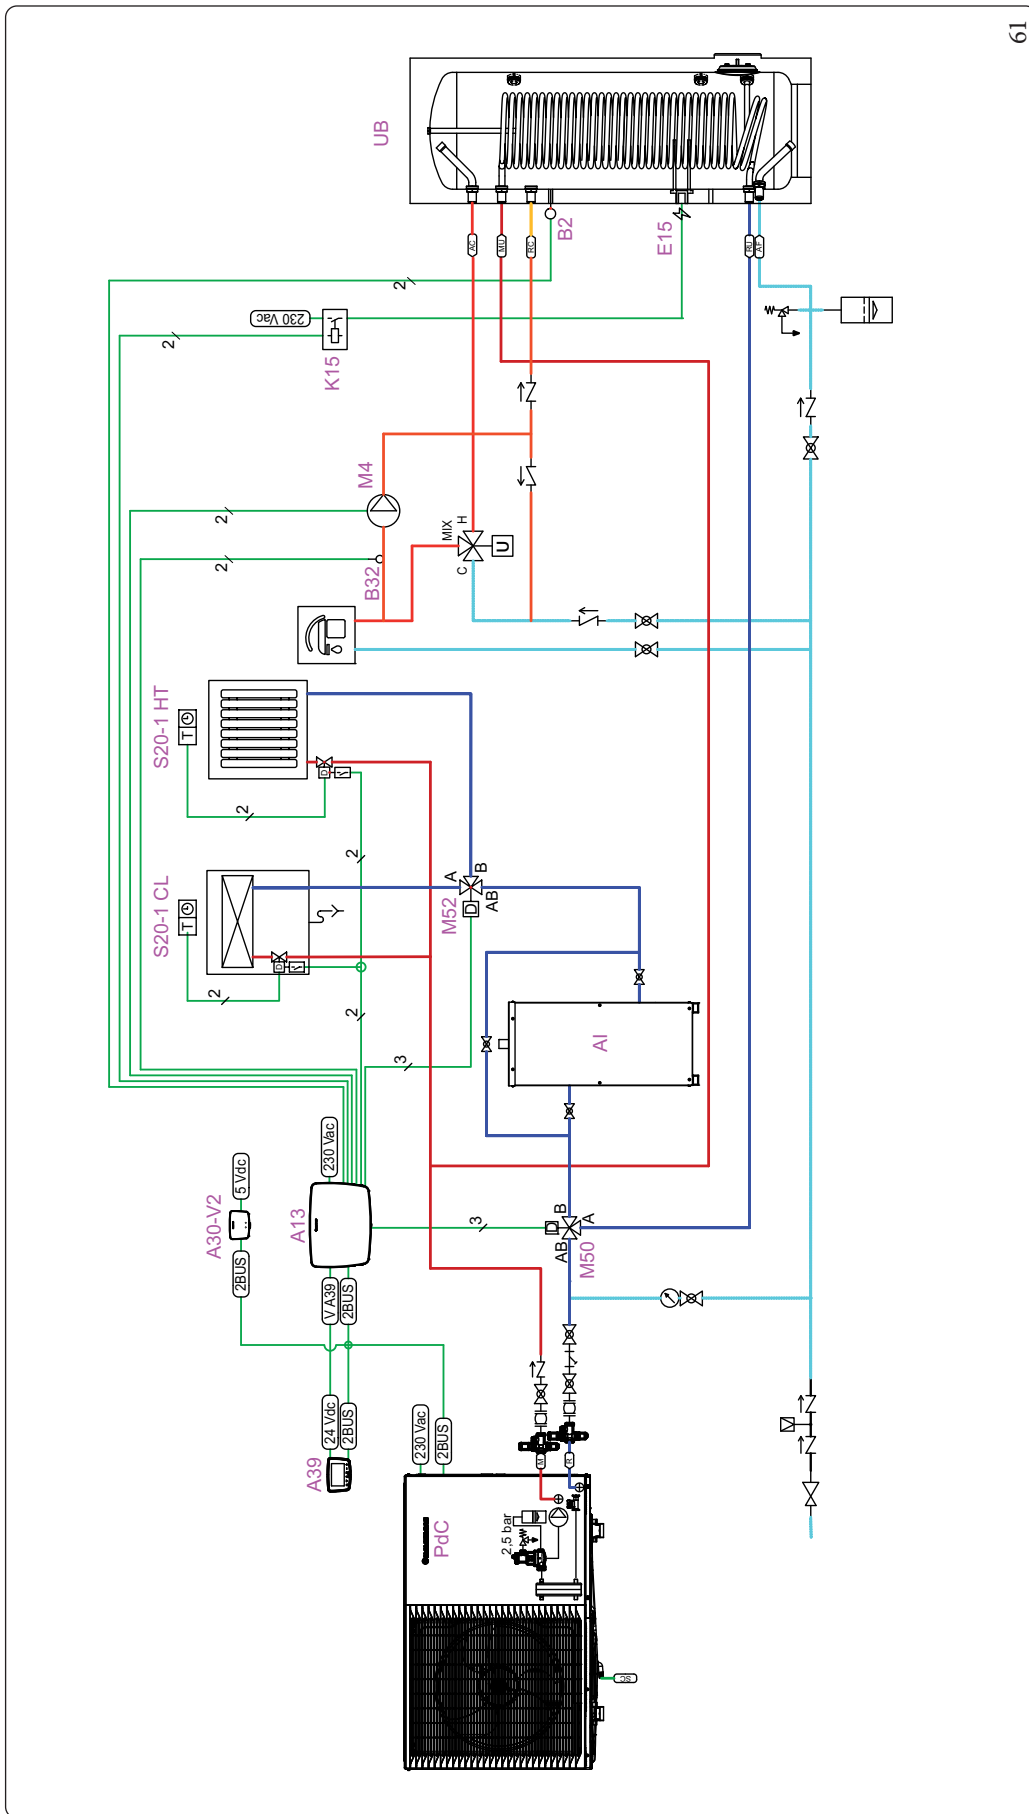 61
UB
AC
MU
RC
B2
E15
RU
AF
2
230 Vac
K15
2
M4
2
2
B32
MIX
H
C
U
S20-1 HT
T
D
2
2
S20-1 CL
T
D
2
2
A
B
AB
M52
D
3
AI
A30-V2
5 Vdc
2BUS
A13
230 Vac
V A39
2BUS
24 Vdc
2BUS
A39
3
D
B
A
AB
M50
230 Vac
2BUS
PdC
2,5 bar
M
R
SC